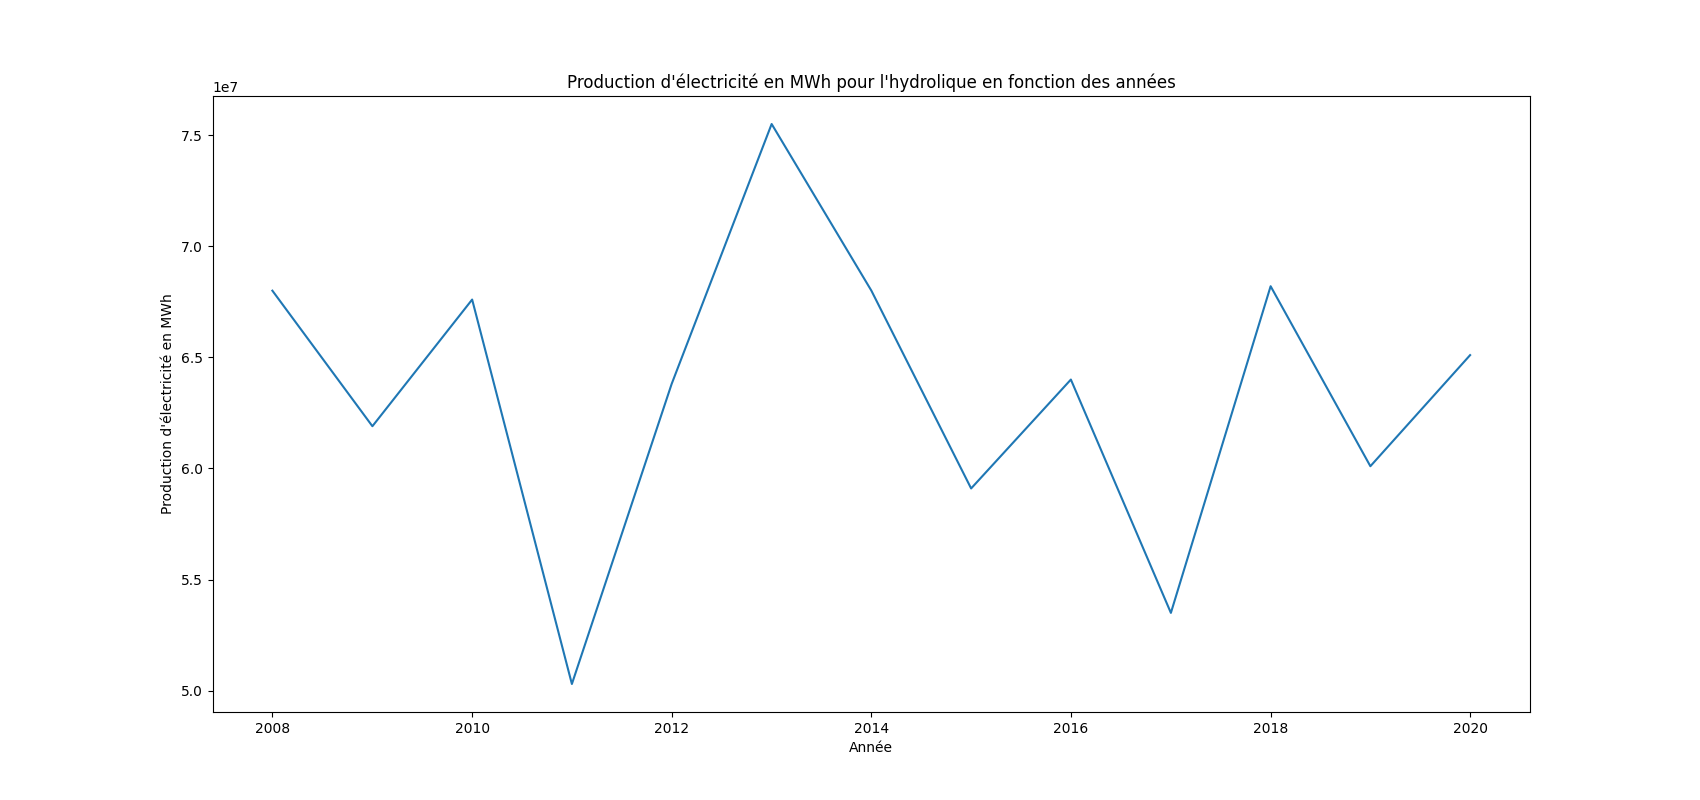 Production d'électricité en MWh pour l'hydrolique en fonction des années
1e7
7.5
7.0
6.5
6.0
5.5
5.0
Production d'électricité en MWh
2008 2010 2012 2014 2016 2018 2020
Année